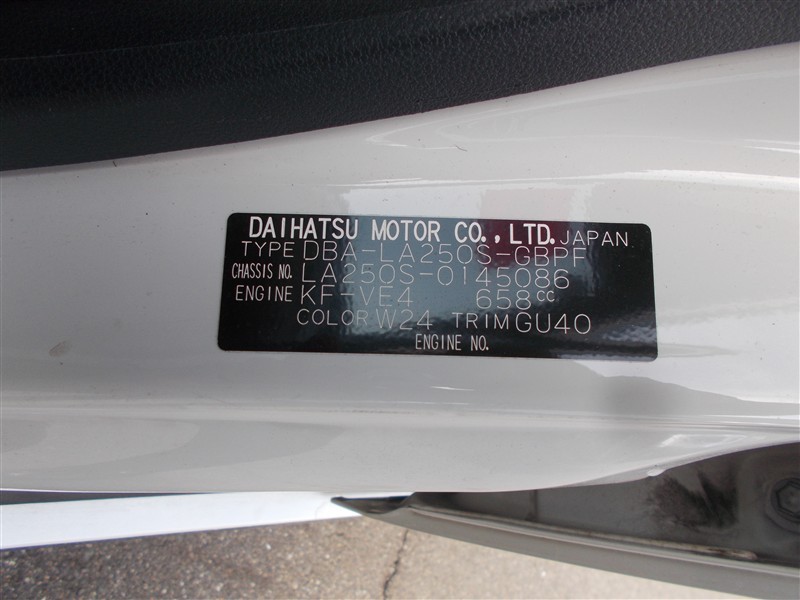 DAIHATSU MOTOR CO., LTD. JAPAN
TYPE DBA-LA250S-GBPF
CHASSIS NO. LA250S-0145086
ENGINE KF-VE4 658cc
COLOR W24 TRIM GU40
ENGINE NO.